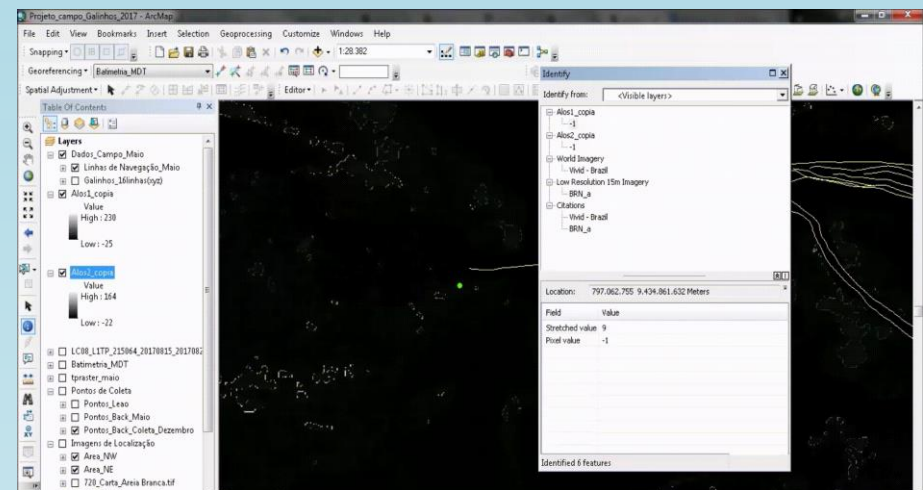 Projeto_campo_Galinhos_2017 - ArcMap
File Edit View Bookmarks Insert Selection Geoprocessing Customize Windows Help
Snapping 1:28.382
Georeferencing Batimetria_MDT
Spatial Adjustment Editor
Table Of Contents
Layers
Dados_Campo_Maio
Linhas de Navegação_Maio
Galinhos_16linhas(xyz)
Alos1_copia
Value
High : 230
Low : -25
Alos2_copia
Value
High : 164
Low : -22
LC08_L1TP_215064_20170815_201708
Batimetria_MDT
tpraster_maio
Pontos de Coleta
Pontos_Leao
Pontos_Back_Maio
Pontos_Back_Coleta_Dezembro
Imagens de Localização
Area_NW
Area_NE
720_Carta_Areia Branca.tif
Identify
Identify from: <Visible layers>
Alos1_copia
-1
Alos2_copia
-1
World Imagery
Vivid - Brazil
Low Resolution 15m Imagery
BRN_a
Citations
Vivid - Brazil
BRN_a
Location: 797.062.755 9.434.861.632 Meters
Field Value
Stretched value 9
Pixel value -1
Identified 6 features